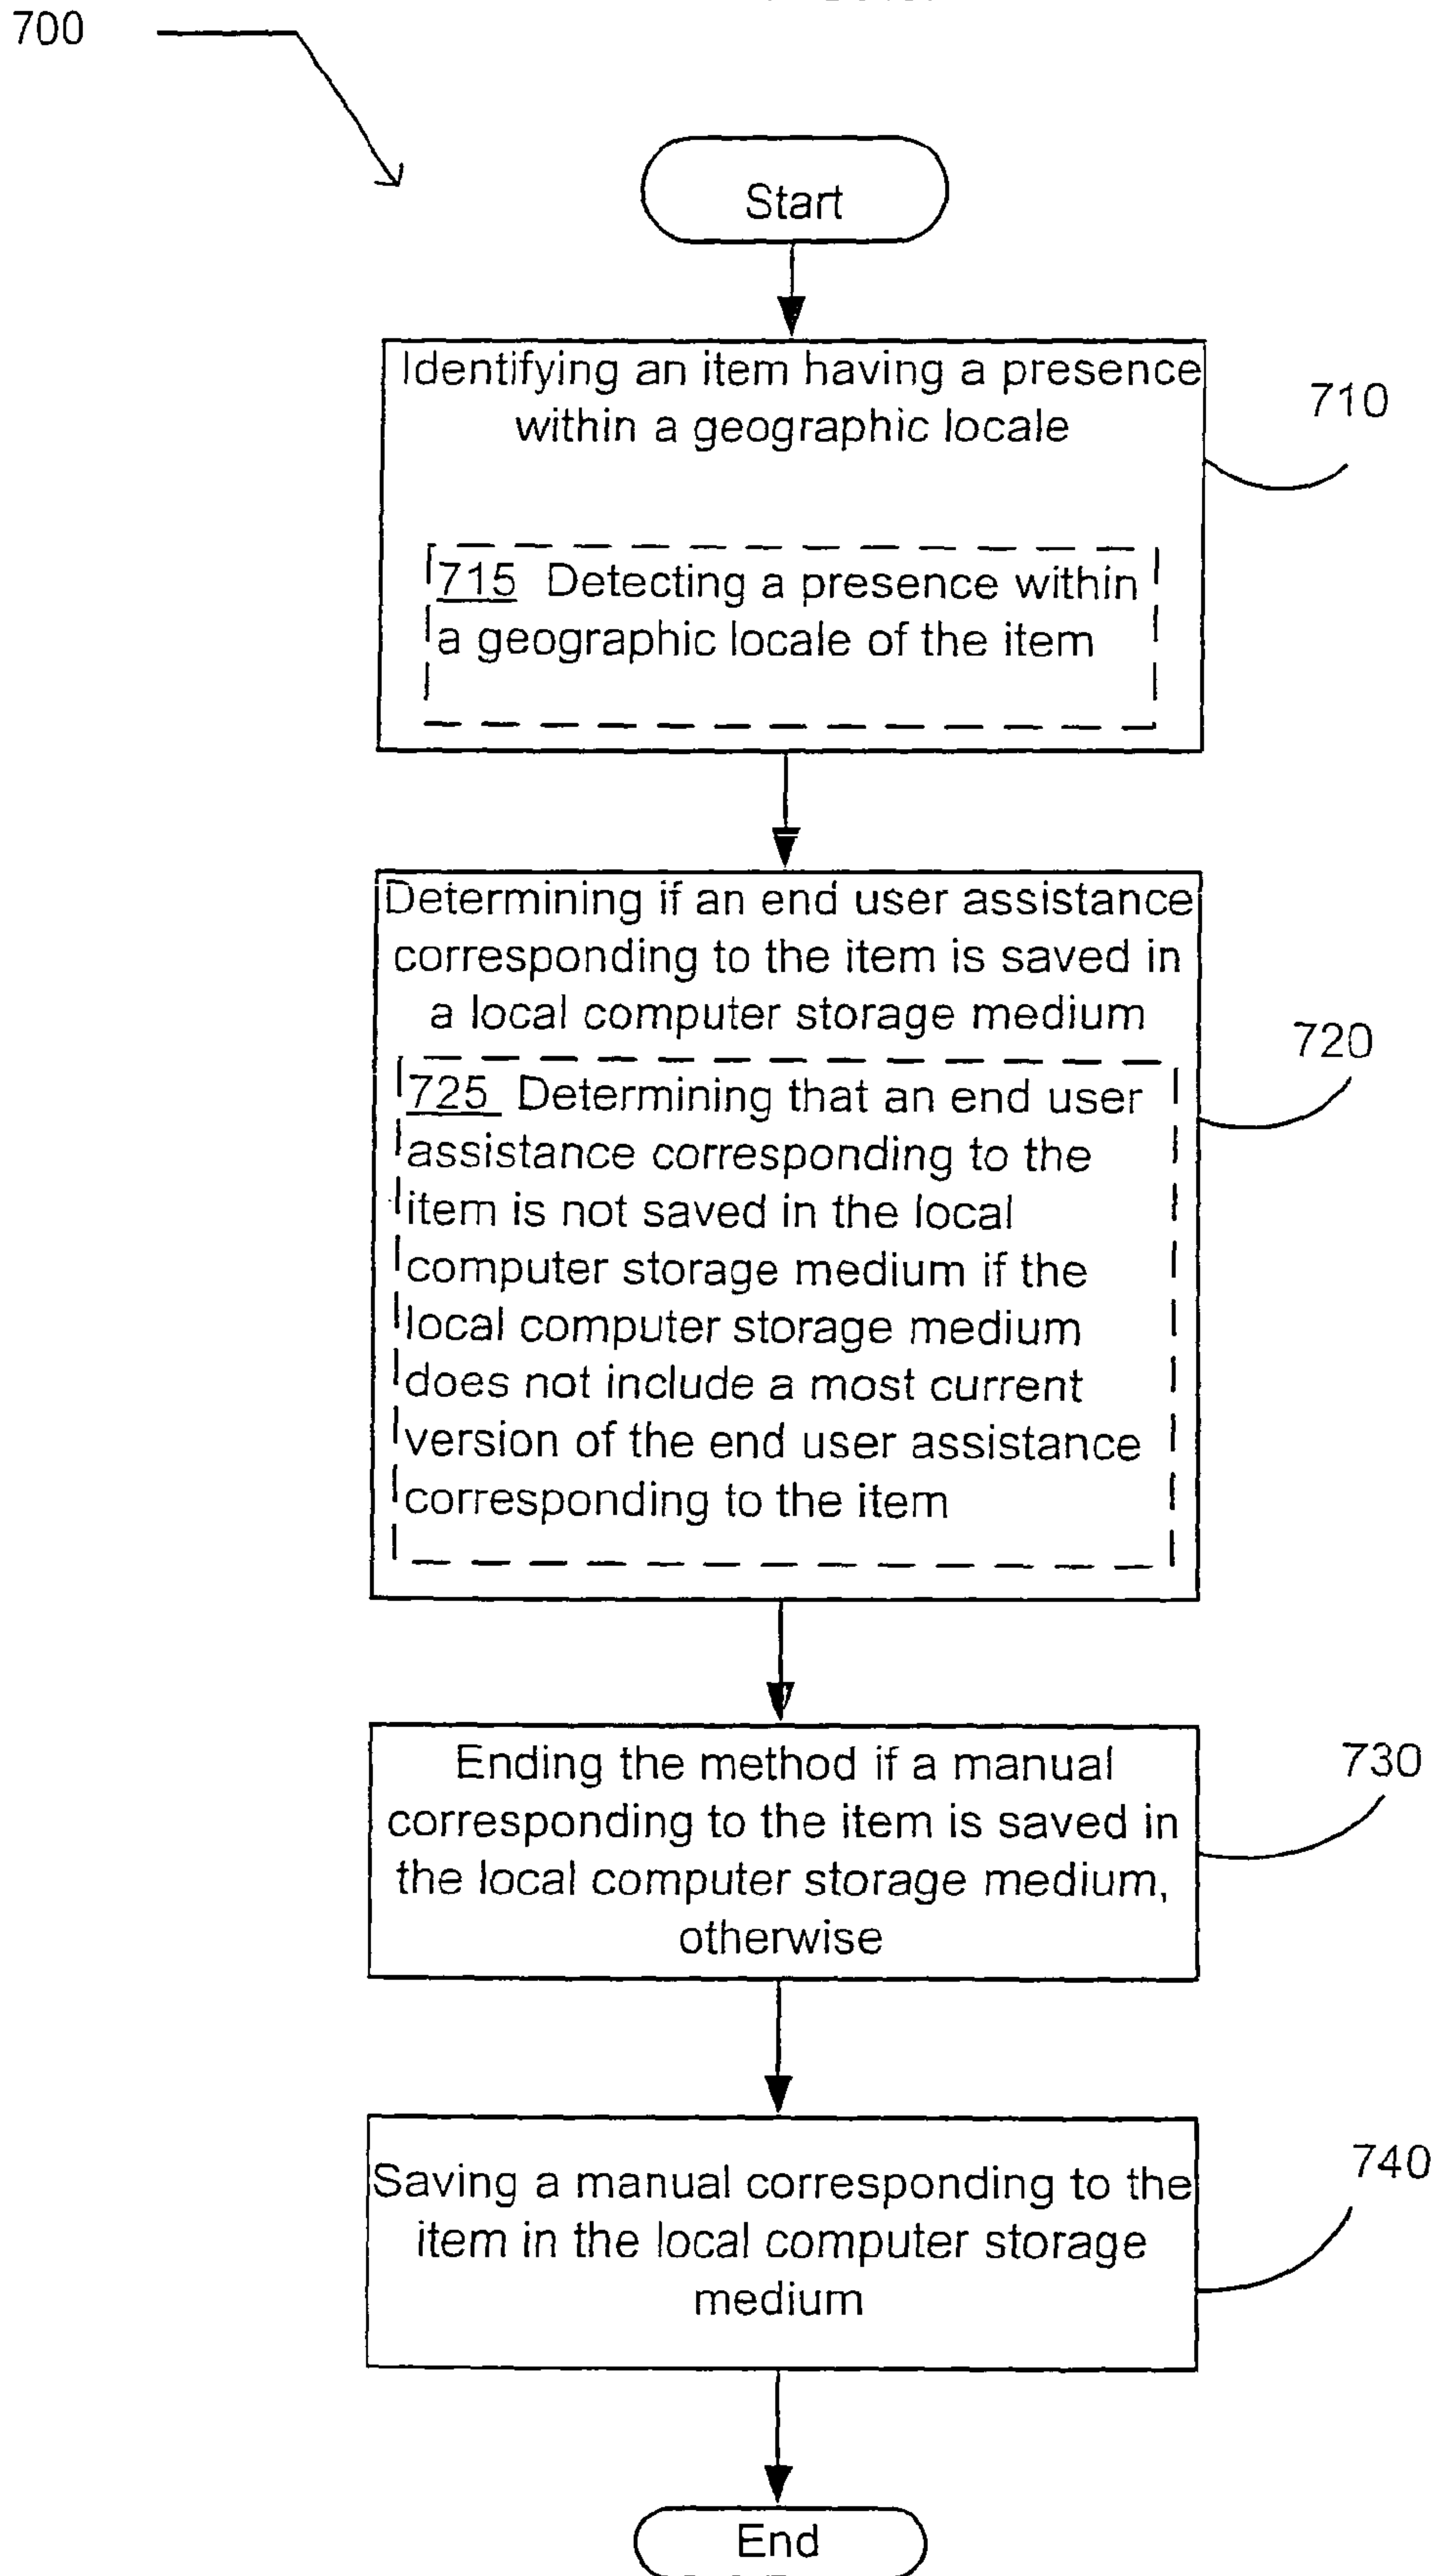 700
Start
Identifying an item having a presence
within a geographic locale
710
715 Detecting a presence within
a geographic locale of the item
Determining if an end user assistance
corresponding to the item is saved in
a local computer storage medium
720
725 Determining that an end user
assistance corresponding to the
item is not saved in the local
computer storage medium if the
local computer storage medium
does not include a most current
version of the end user assistance
corresponding to the item
Ending the method if a manual
corresponding to the item is saved in
the local computer storage medium,
otherwise
730
Saving a manual corresponding to the
item in the local computer storage
medium
740
End